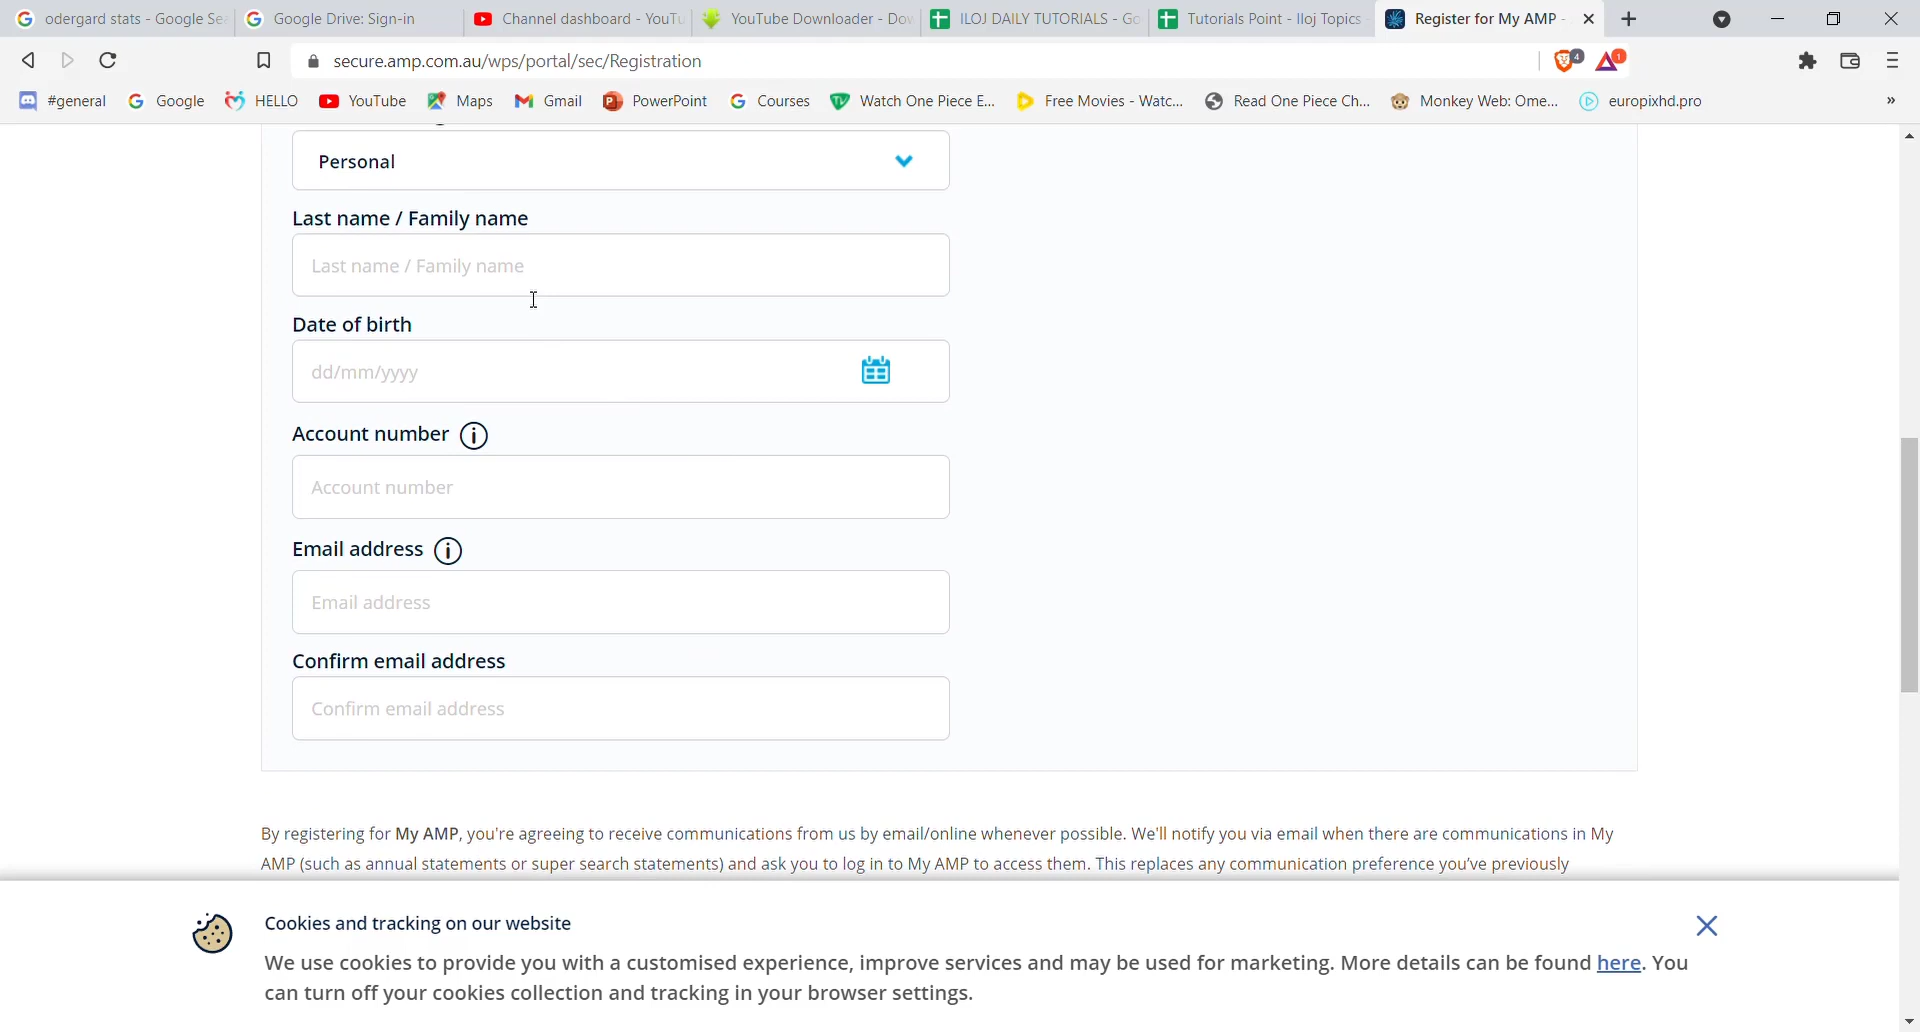 odergard stats - Google Se
Google Drive: Sign-in
Channel dashboard - YouTu
YouTube Downloader - Dow
ILOJ DAILY TUTORIALS - Go
Tutorials Point - Iloj Topics
Register for My AMP -
secure.amp.com.au/wps/portal/sec/Registration
4
1
#general
Google
HELLO
YouTube
Maps
Gmail
PowerPoint
Courses
Watch One Piece E...
Free Movies - Watc...
Read One Piece Ch...
Monkey Web: Ome...
europixhd.pro
»
Personal
Last name / Family name
Last name / Family name
Date of birth
dd/mm/yyyy
Account number
Account number
Email address
Email address
Confirm email address
Confirm email address
By registering for My AMP, you're agreeing to receive communications from us by email/online whenever possible. We'll notify you via email when there are communications in My
AMP (such as annual statements or super search statements) and ask you to log in to My AMP to access them. This replaces any communication preference you've previously
Cookies and tracking on our website
We use cookies to provide you with a customised experience, improve services and may be used for marketing. More details can be found here. You
can turn off your cookies collection and tracking in your browser settings.